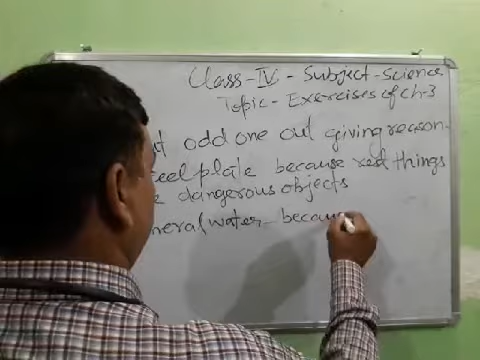 Class-IV - Subject-Science
Topic - Exercises of Ch-3
odd one out giving reason.
plate because rest things
dangerous objects
water - becau